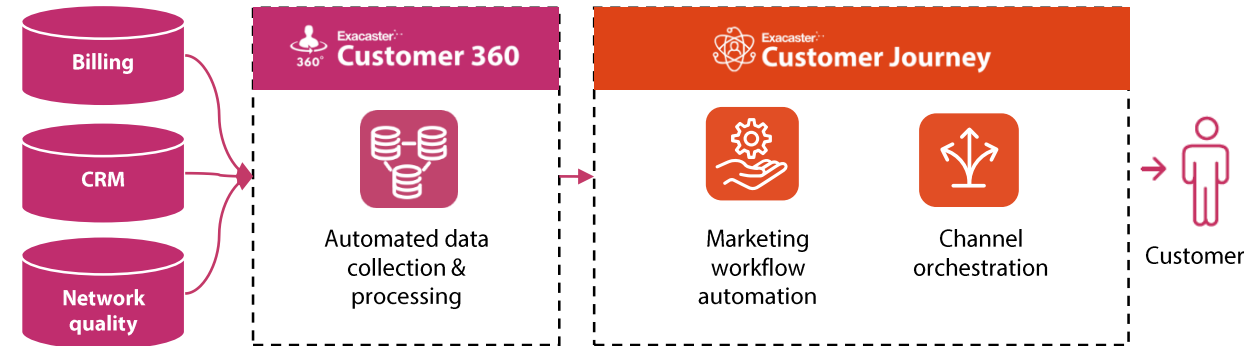 Billing
CRM
Network
quality
360°
Exacaster
Customer 360
Automated data
collection &
processing
Exacaster
Customer Journey
Marketing
workflow
automation
Channel
orchestration
Customer